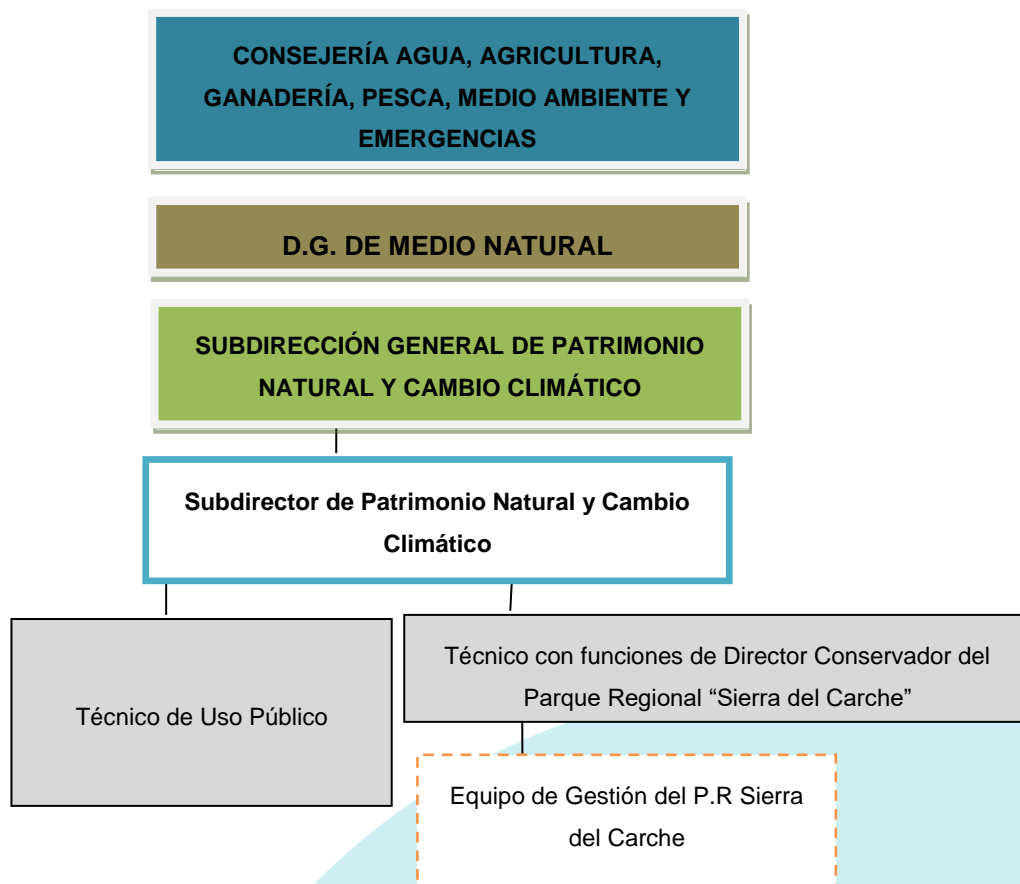 CONSEJERÍA AGUA, AGRICULTURA,
GANADERÍA, PESCA, MEDIO AMBIENTE Y
EMERGENCIAS
D.G. DE MEDIO NATURAL
SUBDIRECCIÓN GENERAL DE PATRIMONIO
NATURAL Y CAMBIO CLIMÁTICO
Subdirector de Patrimonio Natural y Cambio
Climático
Técnico de Uso Público
Técnico con funciones de Director Conservador del
Parque Regional “Sierra del Carche”
Equipo de Gestión del P.R Sierra
del Carche